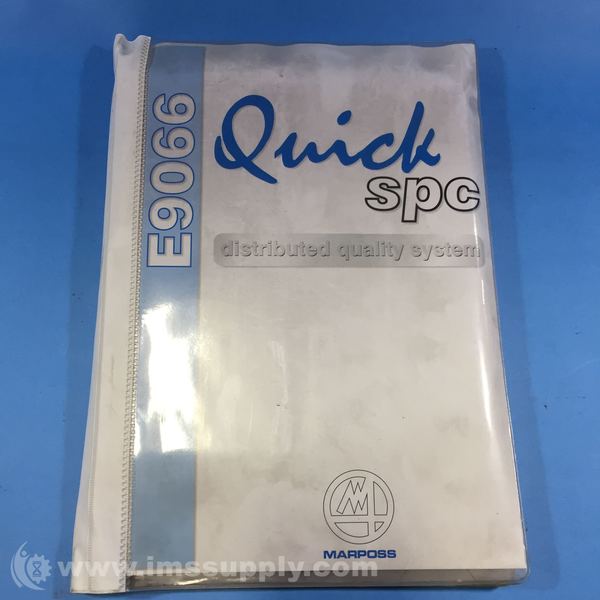 E9066
Quick
spc
distributed quality system
MARPOSS
www.imssupply.com